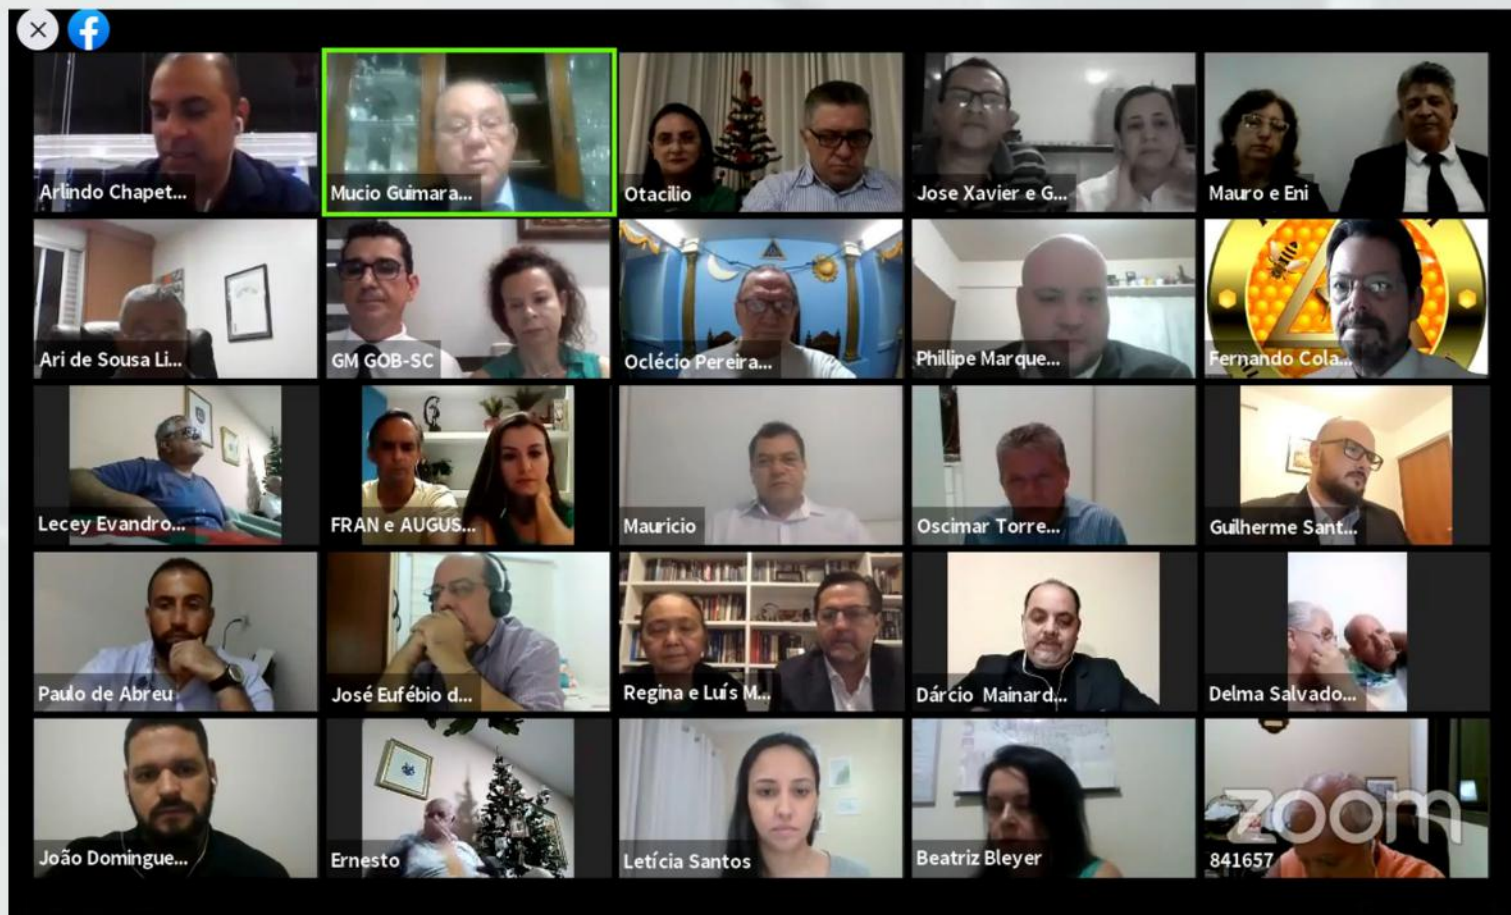 Arlindo Chapet...
Mucio Guimara...
Otacilio
Jose Xavier e G...
Mauro e Eni
Ari de Sousa Li...
GM GOB-SC
Oclécio Pereira...
Phillipe Marque...
Fernando Cola...
Lecey Evandro...
FRAN e AUGUS...
Mauricio
Oscimar Torre...
Guilherme Sant...
Paulo de Abreu
José Eufébio d...
Regina e Luís M...
Dárcio Mainard...
Delma Salvado...
João Domingue...
Ernesto
Letícia Santos
Beatriz Bleyer
841657
zoom